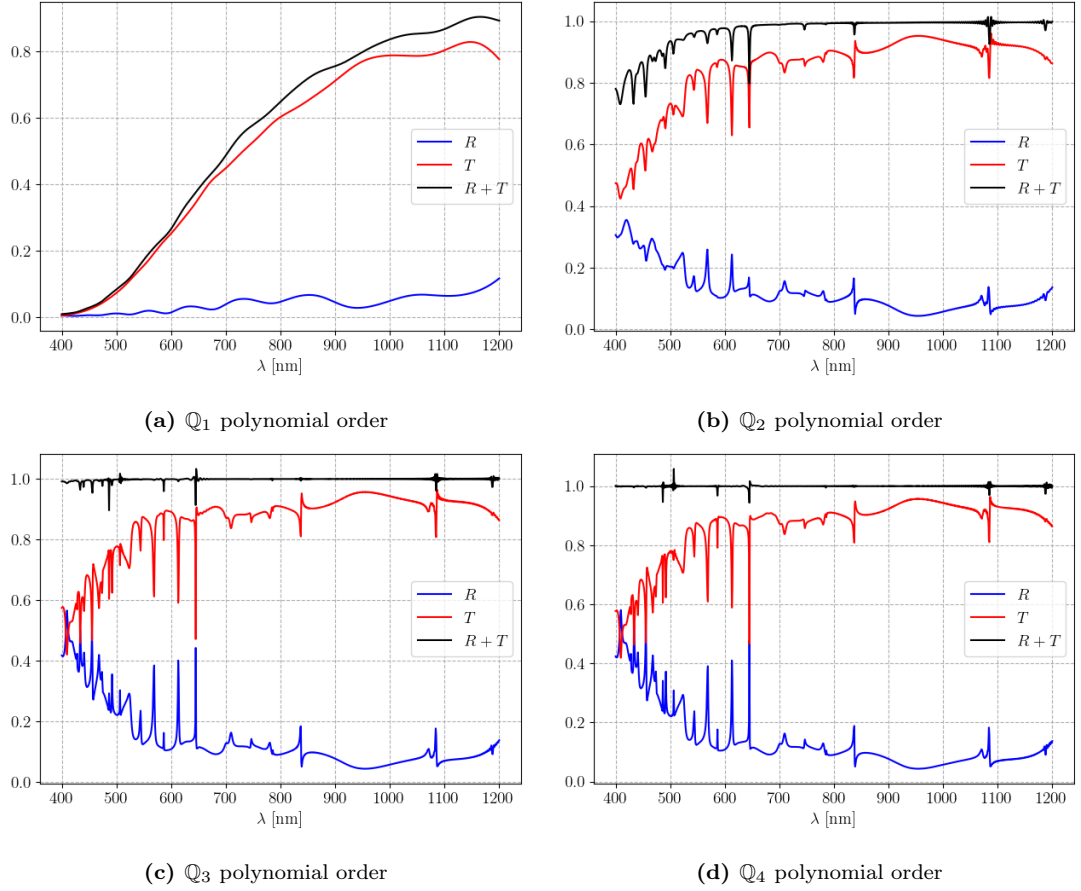 0.8
0.6
0.4
0.2
0.0
R
T
R + T
400 500 600 700 800 900 1000 1100 1200
λ [nm]
(a) ℚ₁ polynomial order
1.0
0.8
0.6
0.4
0.2
0.0
R
T
R + T
400 500 600 700 800 900 1000 1100 1200
λ [nm]
(b) ℚ₂ polynomial order
1.0
0.8
0.6
0.4
0.2
0.0
R
T
R + T
400 500 600 700 800 900 1000 1100 1200
λ [nm]
(c) ℚ₃ polynomial order
1.0
0.8
0.6
0.4
0.2
0.0
R
T
R + T
400 500 600 700 800 900 1000 1100 1200
λ [nm]
(d) ℚ₄ polynomial order